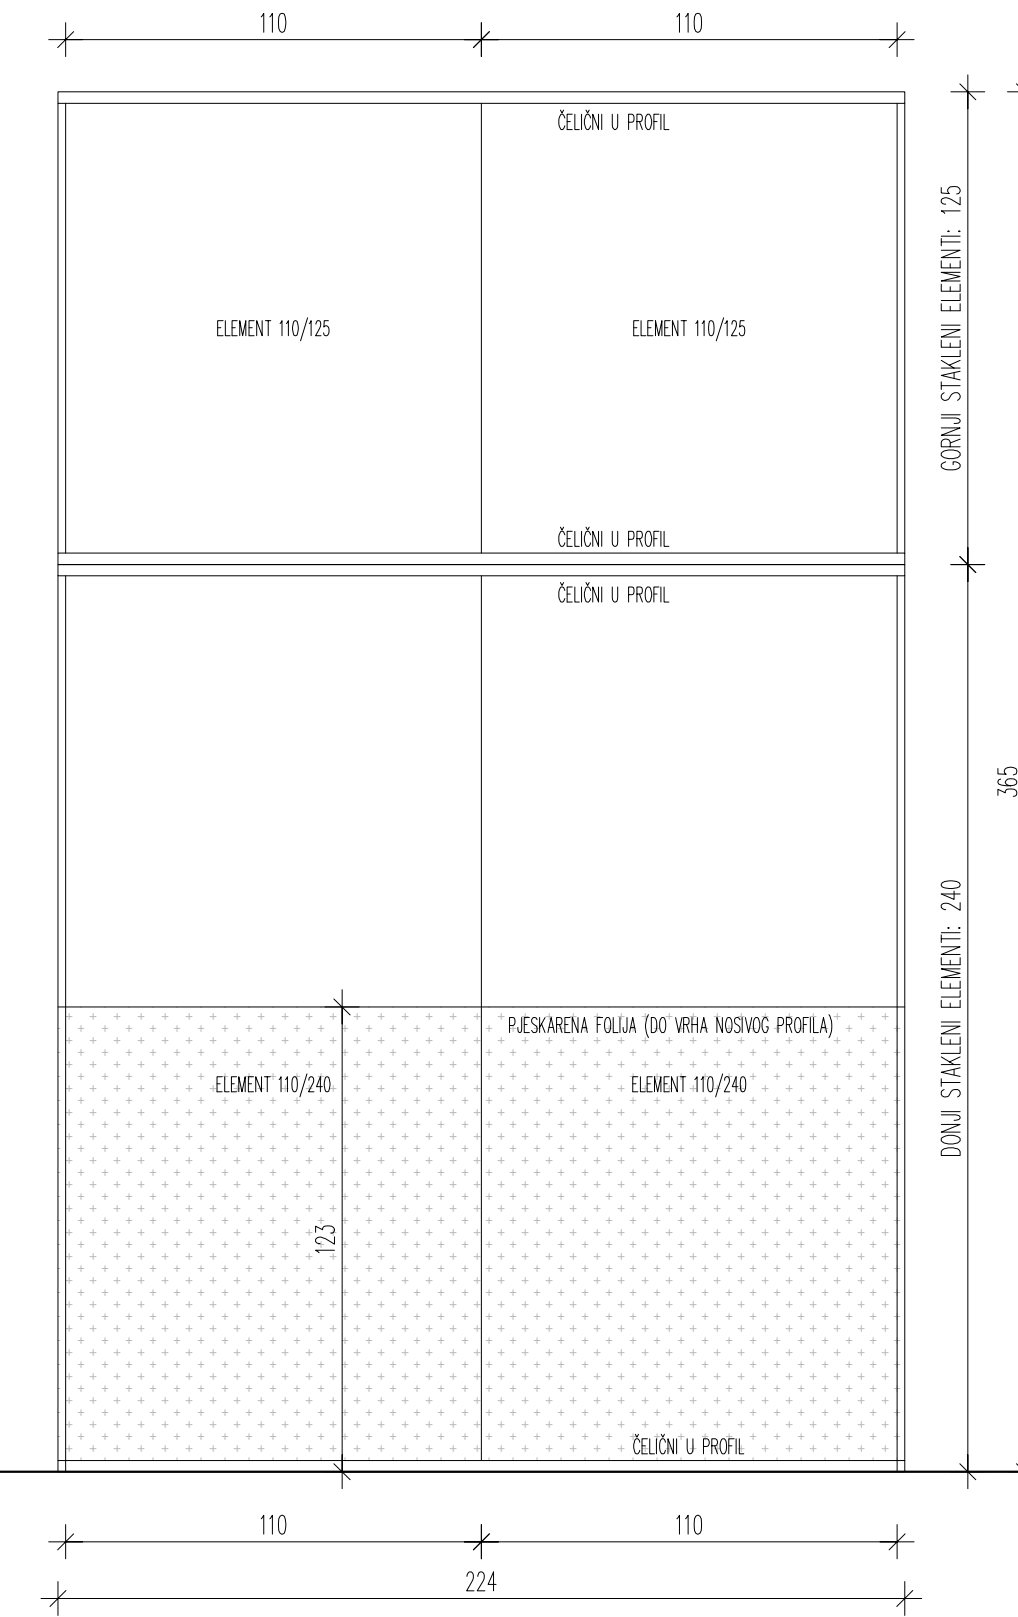 110
110
ČELIČNI U PROFIL
GORNJI STAKLENI ELEMENTI: 125
ELEMENT 110/125
ELEMENT 110/125
ČELIČNI U PROFIL
ČELIČNI U PROFIL
365
DONJI STAKLENI ELEMENTI: 240
PJESKARENA FOLIJA (DO VRHA NOSIVOG PROFILA)
ELEMENT 110/240
ELEMENT 110/240
123
ČELIČNI U PROFIL
110
110
224